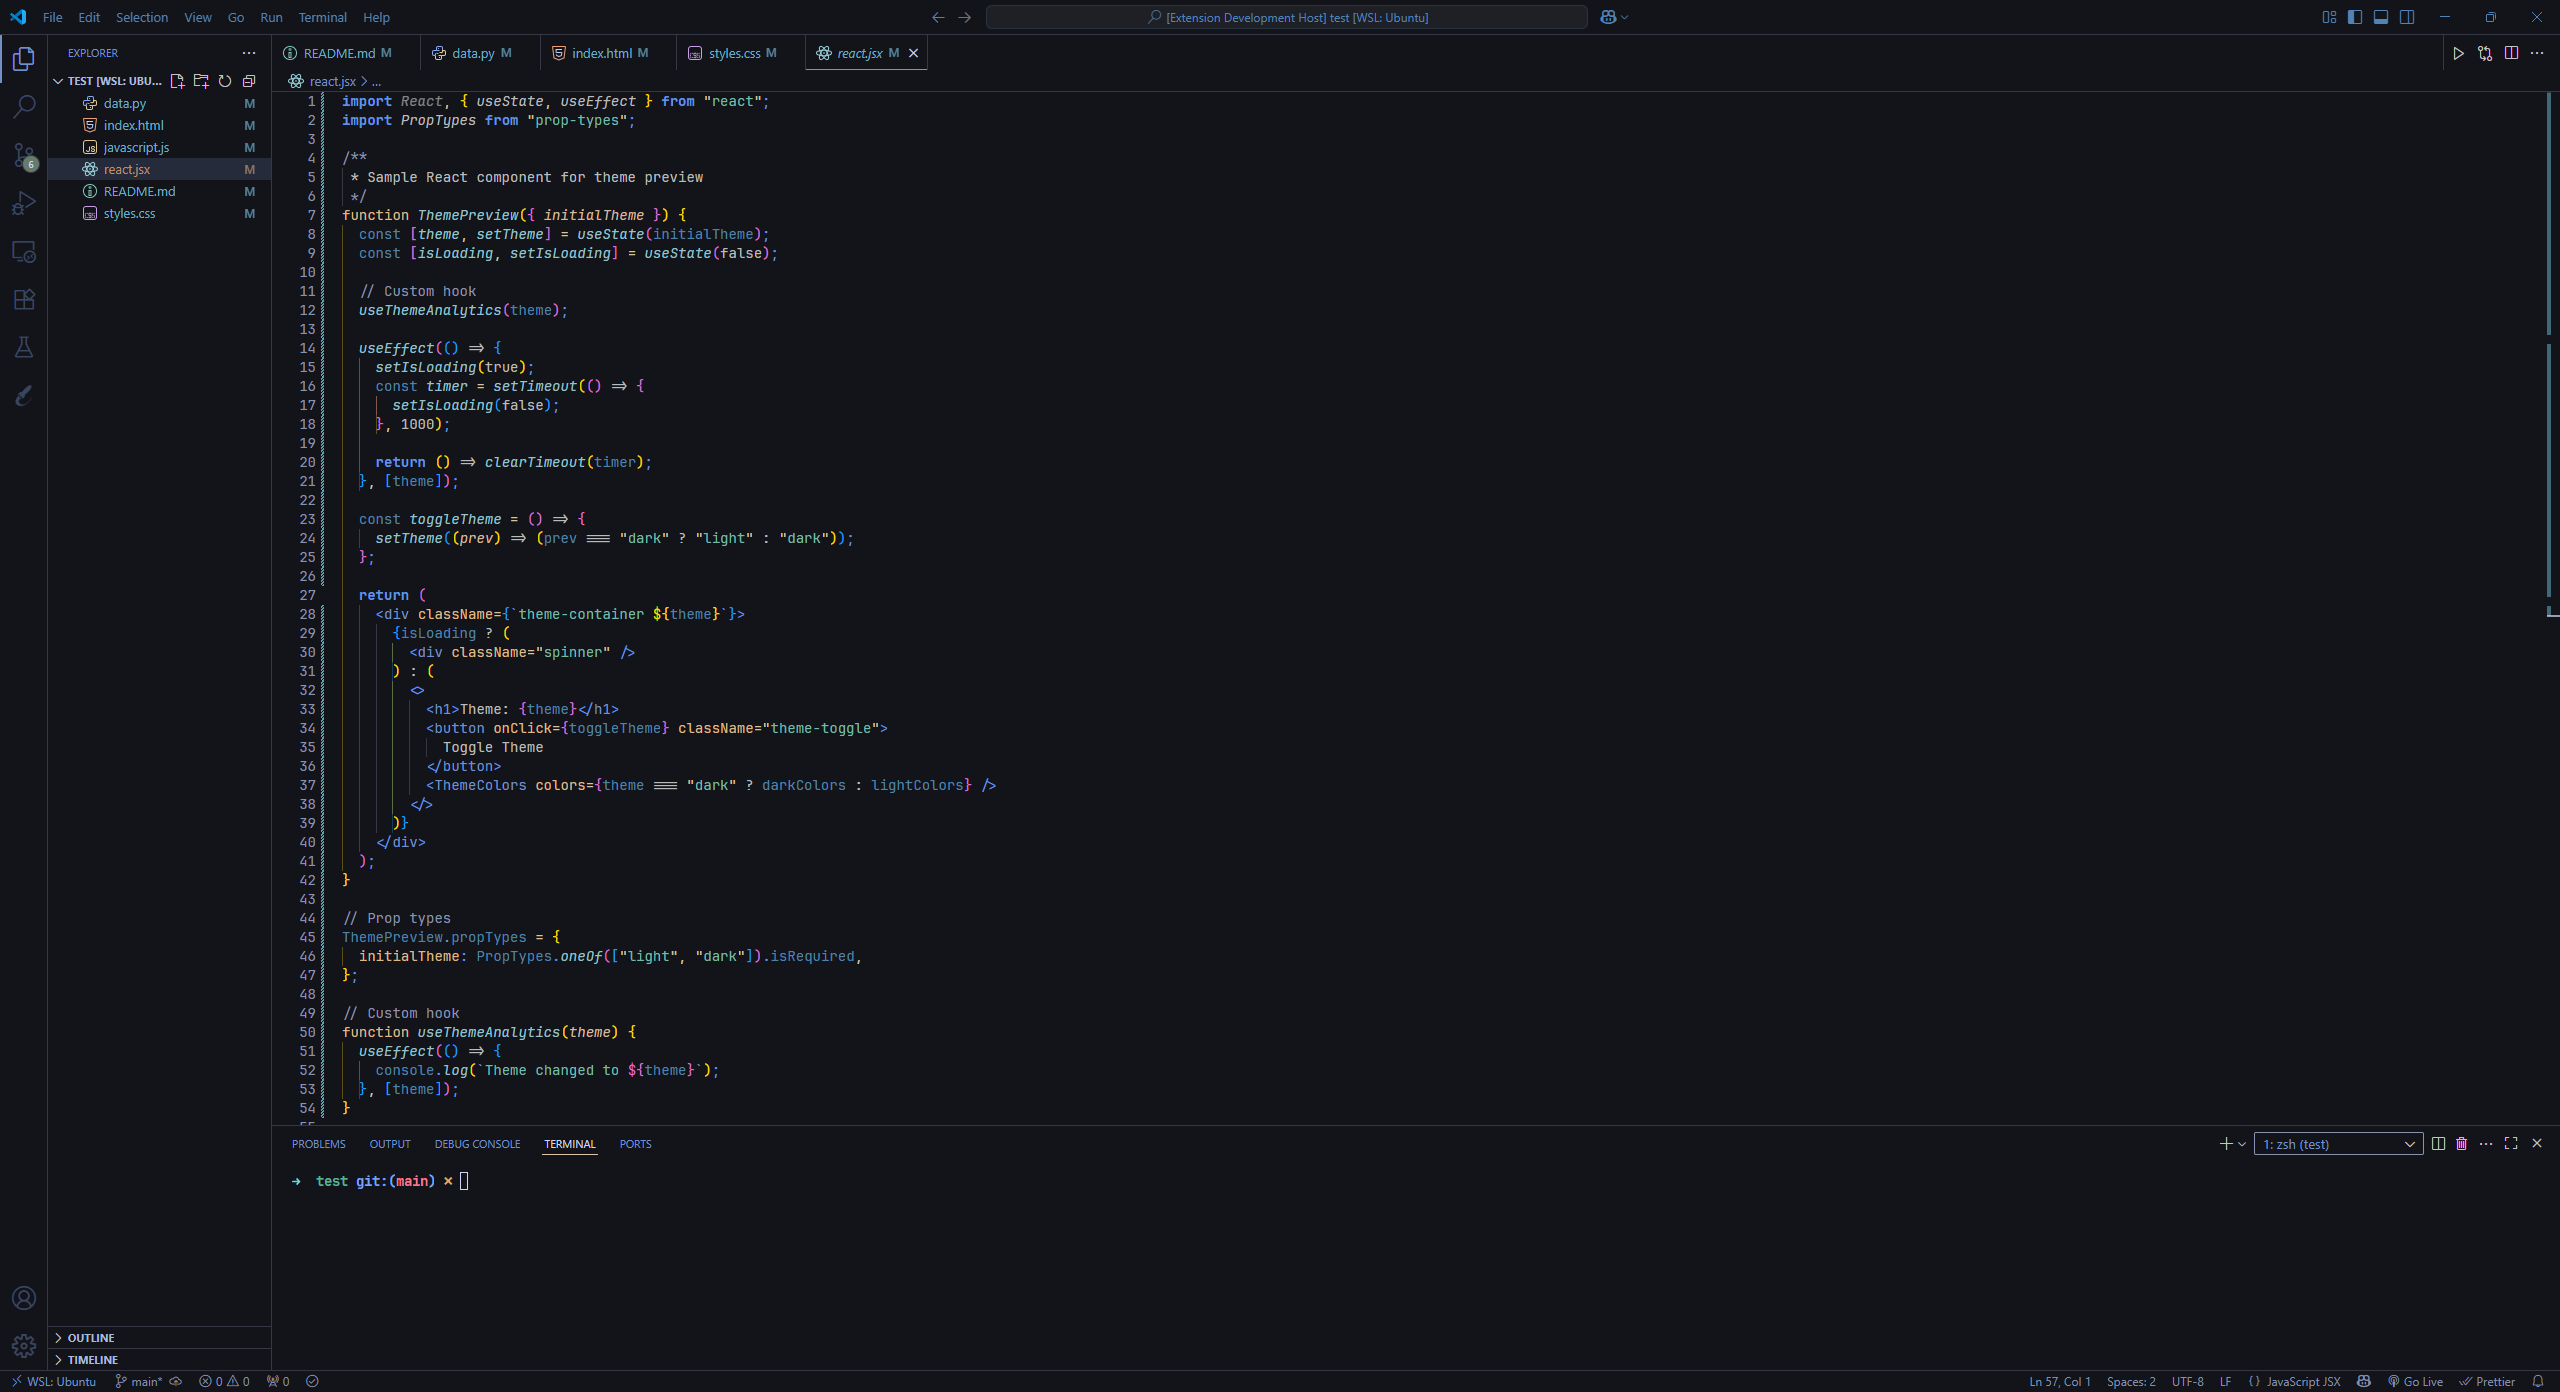 File Edit Selection View Go Run Terminal Help
[Extension Development Host] test [WSL: Ubuntu]
EXPLORER
TEST [WSL: UBU...
data.py M
index.html M
javascript.js M
react.jsx M
README.md M
styles.css M
6
OUTLINE
TIMELINE
README.md M data.py M index.html M styles.css M react.jsx M
react.jsx > ...
1 import React, { useState, useEffect } from "react";
2 import PropTypes from "prop-types";
3
4 /**
5  * Sample React component for theme preview
6  */
7 function ThemePreview({ initialTheme }) {
8   const [theme, setTheme] = useState(initialTheme);
9   const [isLoading, setIsLoading] = useState(false);
10
11   // Custom hook
12   useThemeAnalytics(theme);
13
14   useEffect(() => {
15     setIsLoading(true);
16     const timer = setTimeout(() => {
17       setIsLoading(false);
18     }, 1000);
19
20     return () => clearTimeout(timer);
21   }, [theme]);
22
23   const toggleTheme = () => {
24     setTheme((prev) => (prev === "dark" ? "light" : "dark"));
25   };
26
27   return (
28     <div className={`theme-container ${theme}`}>
29       {isLoading ? (
30         <div className="spinner" />
31       ) : (
32         <>
33           <h1>Theme: {theme}</h1>
34           <button onClick={toggleTheme} className="theme-toggle">
35             Toggle Theme
36           </button>
37           <ThemeColors colors={theme === "dark" ? darkColors : lightColors} />
38         </>
39       )}
40     </div>
41   );
42 }
43
44 // Prop types
45 ThemePreview.propTypes = {
46   initialTheme: PropTypes.oneOf(["light", "dark"]).isRequired,
47 };
48
49 // Custom hook
50 function useThemeAnalytics(theme) {
51   useEffect(() => {
52     console.log(`Theme changed to ${theme}`);
53   }, [theme]);
54 }
55
PROBLEMS OUTPUT DEBUG CONSOLE TERMINAL PORTS
1: zsh (test)
➜ test git:(main) ✗
WSL: Ubuntu main* 0 0 0
Ln 57, Col 1 Spaces: 2 UTF-8 LF {} JavaScript JSX Go Live Prettier